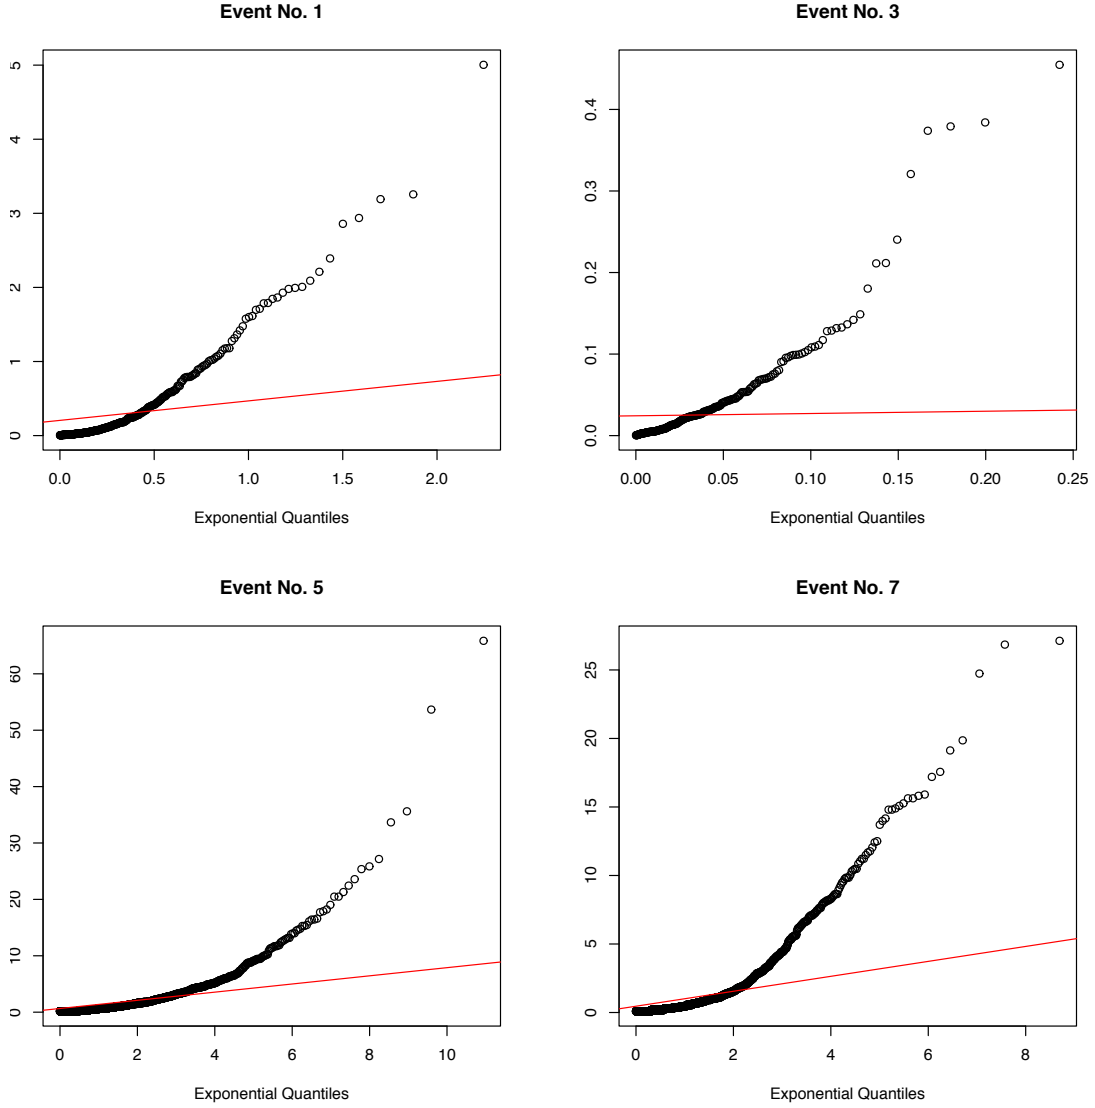 Event No. 1
5
4
3
2
1
0
0.0 0.5 1.0 1.5 2.0
Exponential Quantiles
Event No. 3
0.4
0.3
0.2
0.1
0.0
0.00 0.05 0.10 0.15 0.20 0.25
Exponential Quantiles
Event No. 5
60
50
40
30
20
10
0
0 2 4 6 8 10
Exponential Quantiles
Event No. 7
25
20
15
10
5
0
0 2 4 6 8
Exponential Quantiles